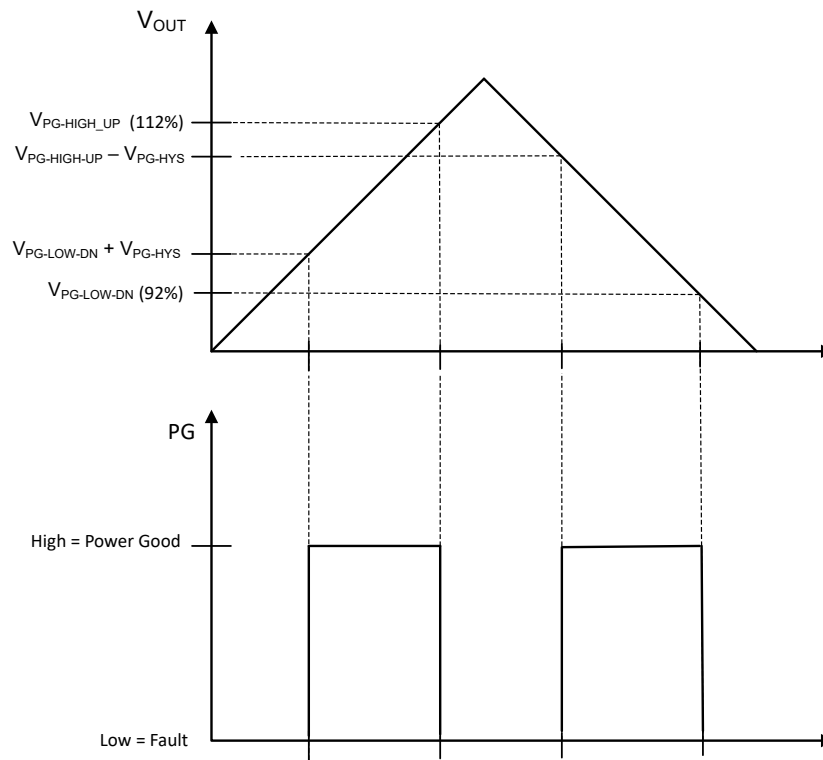 VOUT
VPG-HIGH_UP (112%)
VPG-HIGH-UP – VPG-HYS
VPG-LOW-DN + VPG-HYS
VPG-LOW-DN (92%)
PG
High = Power Good
Low = Fault